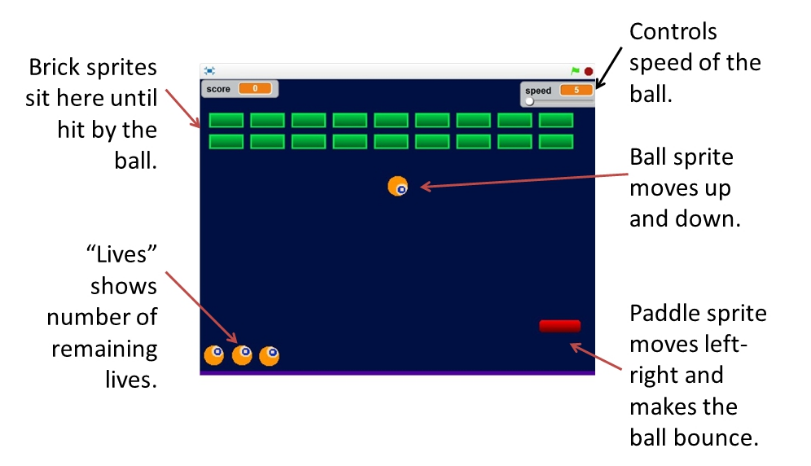 Brick sprites
sit here until
hit by the
ball.
score 0
speed 5
Controls
speed of the
ball.
Ball sprite
moves up
and down.
“Lives”
shows
number of
remaining
lives.
Paddle sprite
moves left-
right and
makes the
ball bounce.